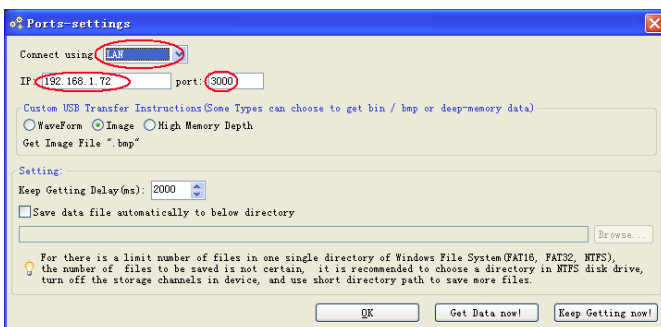 Ports-settings
Connect using: LAN
IP: 192.168.1.72 port: 3000
Custom USB Transfer Instructions(Some Types can choose to get bin / bmp or deep-memory data)
WaveForm Image High Memory Depth
Get Image File ".bmp"
Setting:
Keep Getting Delay(ms): 2000
Save data file automatically to below directory
Browse...
For there is a limit number of files in one single directory of Windows File System(FAT16, FAT32, NTFS),
the number of files to be saved is not certain, it is recommended to choose a directory in NTFS disk drive,
turn off the storage channels in device, and use short directory path to save more files.
OK Get Data now! Keep Getting now!